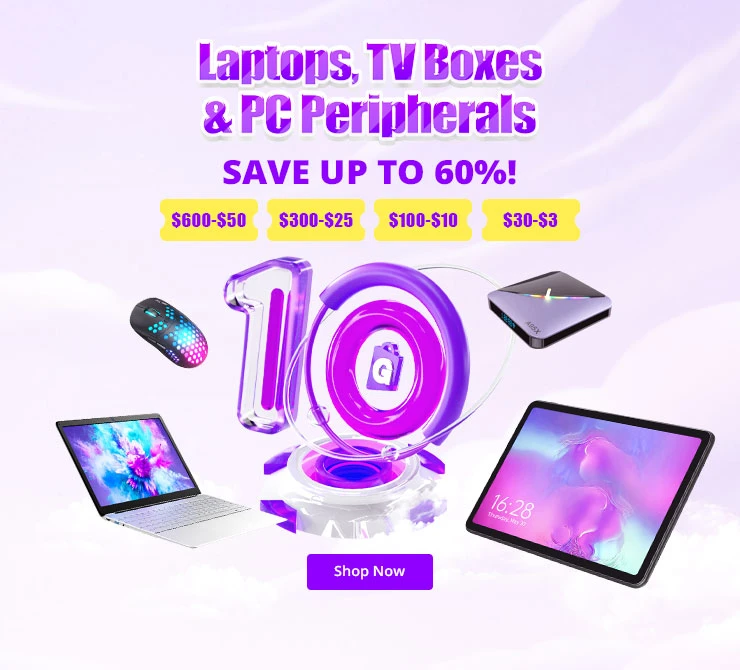 Laptops, TV Boxes
& PC Peripherals
SAVE UP TO 60%!
$600-$50 $300-$25 $100-$10 $30-$3
10
A95X
16:28
Shop Now